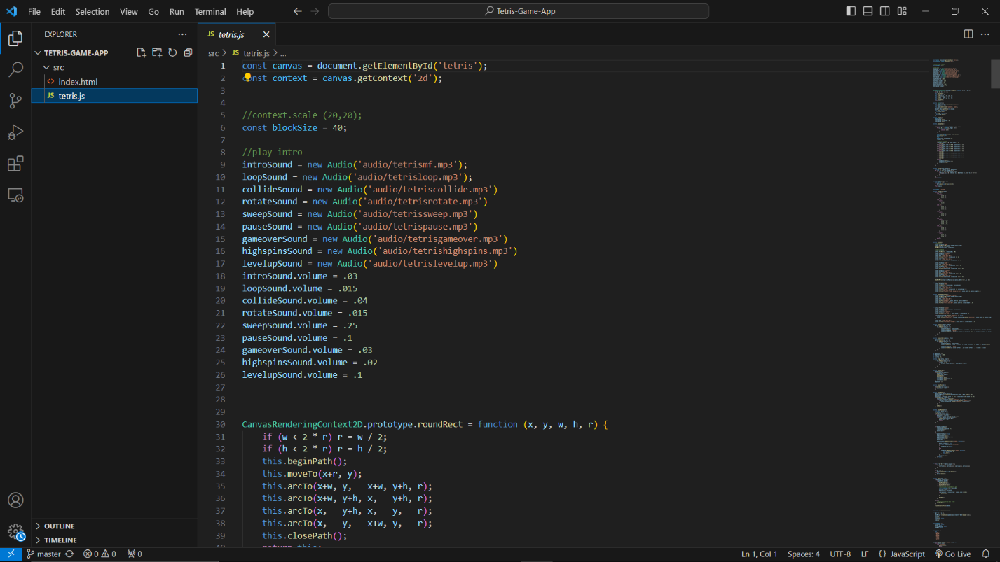 File Edit Selection View Go Run Terminal Help
Tetris-Game-App
EXPLORER
TETRIS-GAME-APP
src
index.html
JS tetris.js
JS tetris.js
src > JS tetris.js > ...
1 const canvas = document.getElementById('tetris');
2 const context = canvas.getContext('2d');
3
4
5 //context.scale (20,20);
6 const blockSize = 40;
7
8 //play intro
9 introSound = new Audio('audio/tetrismf.mp3');
10 loopSound = new Audio('audio/tetrisloop.mp3');
11 collideSound = new Audio('audio/tetriscollide.mp3')
12 rotateSound = new Audio('audio/tetrisrotate.mp3')
13 sweepSound = new Audio('audio/tetrissweep.mp3')
14 pauseSound = new Audio('audio/tetrispause.mp3')
15 gameoverSound = new Audio('audio/tetrisgameover.mp3')
16 highspinsSound = new Audio('audio/tetrishighspins.mp3')
17 levelupSound = new Audio('audio/tetrislevelup.mp3')
18 introSound.volume = .03
19 loopSound.volume = .015
20 collideSound.volume = .04
21 rotateSound.volume = .015
22 sweepSound.volume = .25
23 pauseSound.volume = .1
24 gameoverSound.volume = .03
25 highspinsSound.volume = .02
26 levelupSound.volume = .1
27
28
29
30 CanvasRenderingContext2D.prototype.roundRect = function (x, y, w, h, r) {
31 if (w < 2 * r) r = w / 2;
32 if (h < 2 * r) r = h / 2;
33 this.beginPath();
34 this.moveTo(x+r, y);
35 this.arcTo(x+w, y,   x+w, y+h, r);
36 this.arcTo(x+w, y+h, x,   y+h, r);
37 this.arcTo(x,   y+h, x,   y,   r);
38 this.arcTo(x,   y,   x+w, y,   r);
39 this.closePath();
40 return this;
OUTLINE
TIMELINE
master 0 0 0 Ln 1, Col 1 Spaces: 4 UTF-8 LF {} JavaScript Go Live